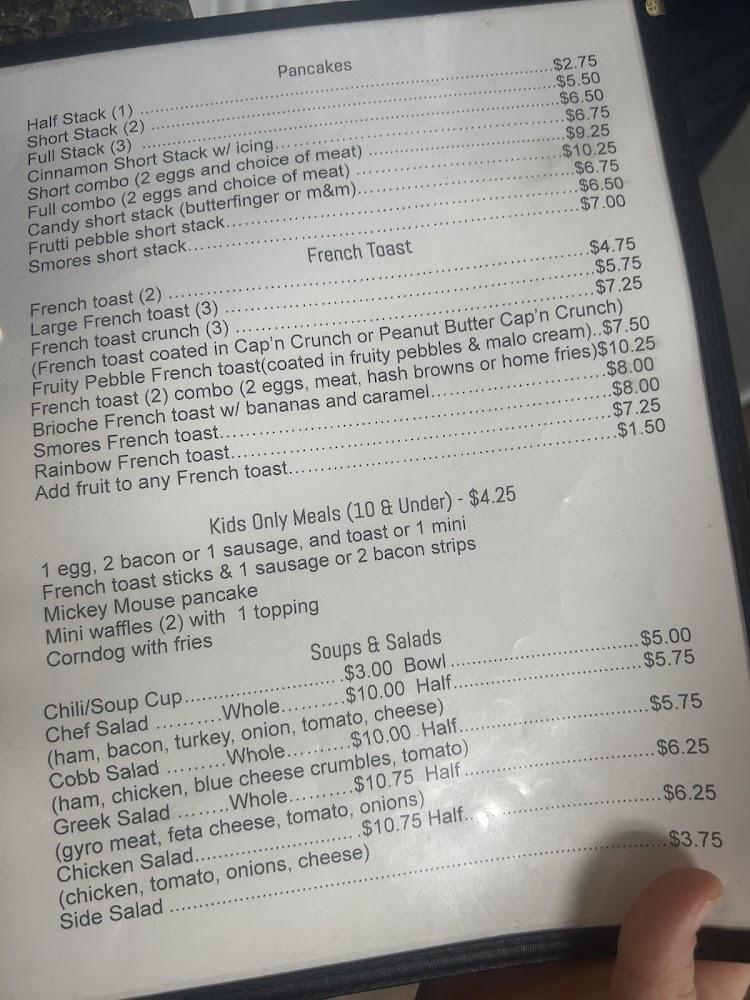 Pancakes
Half Stack (1) ..... $2.75
Short Stack (2) ..... $5.50
Full Stack (3) ..... $6.50
Cinnamon Short Stack w/ icing..... $6.75
Short combo (2 eggs and choice of meat) ..... $9.25
Full combo (2 eggs and choice of meat) ..... $10.25
Candy short stack (butterfinger or m&m)..... $6.75
Frutti pebble short stack..... $6.50
Smores short stack..... $7.00
French Toast
French toast (2) ..... $4.75
Large French toast (3) ..... $5.75
French toast crunch (3) ..... $7.25
(French toast coated in Cap'n Crunch or Peanut Butter Cap'n Crunch)
Fruity Pebble French toast(coated in fruity pebbles & malo cream)..$7.50
French toast (2) combo (2 eggs, meat, hash browns or home fries)$10.25
Brioche French toast w/ bananas and caramel..... $8.00
Smores French toast..... $8.00
Rainbow French toast..... $7.25
Add fruit to any French toast..... $1.50
Kids Only Meals (10 & Under) - $4.25
1 egg, 2 bacon or 1 sausage, and toast or 1 mini
French toast sticks & 1 sausage or 2 bacon strips
Mickey Mouse pancake
Mini waffles (2) with 1 topping
Corndog with fries
Soups & Salads
Chili/Soup Cup..... $3.00 Bowl ..... $5.00
Chef Salad ..... Whole..... $10.00 Half..... $5.75
(ham, bacon, turkey, onion, tomato, cheese)
Cobb Salad ..... Whole..... $10.00 Half..... $5.75
(ham, chicken, blue cheese crumbles, tomato)
Greek Salad ..... Whole..... $10.75 Half ..... $6.25
(gyro meat, feta cheese, tomato, onions)
Chicken Salad..... $10.75 Half..... $6.25
(chicken, tomato, onions, cheese)
Side Salad ..... $3.75